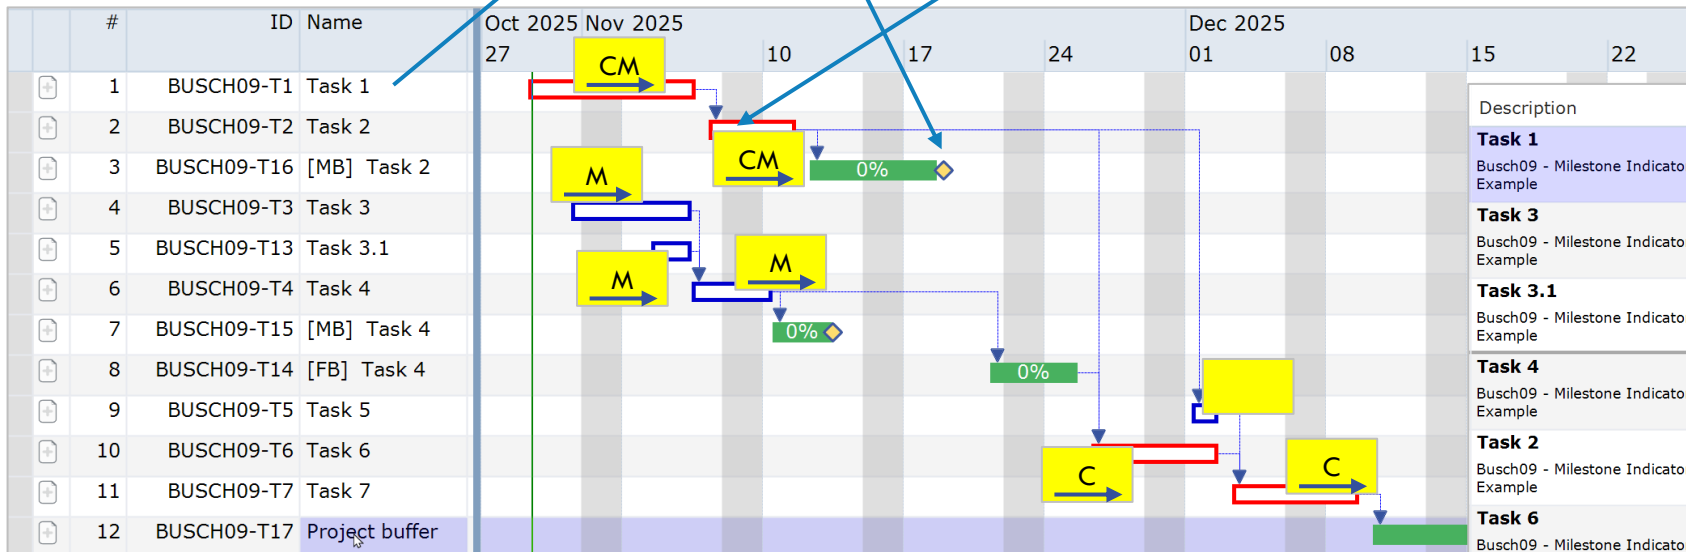 # ID Name Oct 2025 Nov 2025 Dec 2025
27 10 17 24 01 08 15 22
1 BUSCH09-T1 Task 1
2 BUSCH09-T2 Task 2
3 BUSCH09-T16 [MB] Task 2
4 BUSCH09-T3 Task 3
5 BUSCH09-T13 Task 3.1
6 BUSCH09-T4 Task 4
7 BUSCH09-T15 [MB] Task 4
8 BUSCH09-T14 [FB] Task 4
9 BUSCH09-T5 Task 5
10 BUSCH09-T6 Task 6
11 BUSCH09-T7 Task 7
12 BUSCH09-T17 Project buffer
CM
CM
0%
M
M
M
0%
0%
C
C
Description
Task 1
Busch09 - Milestone Indicato
Example
Task 3
Busch09 - Milestone Indicato
Example
Task 3.1
Busch09 - Milestone Indicato
Example
Task 4
Busch09 - Milestone Indicato
Example
Task 2
Busch09 - Milestone Indicato
Example
Task 6
Busch09 - Milestone Indicato